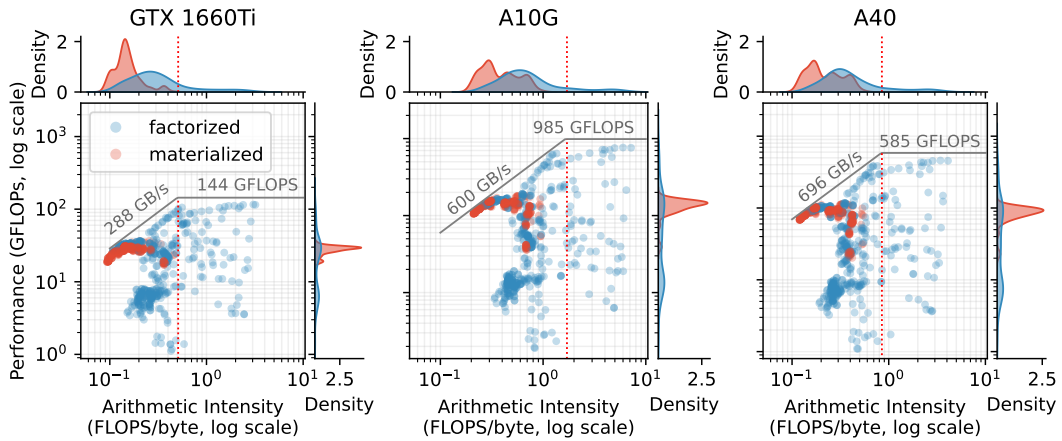 GTX 1660Ti
A10G
A40
Density
2
0
Density
2
0
Density
2
0
Performance (GFLOPs, log scale)
10³
10²
10¹
10⁰
factorized
materialized
288 GB/s
144 GFLOPS
600 GB/s
985 GFLOPS
696 GB/s
585 GFLOPS
10⁻¹
10⁰
10¹
2.5
10⁻¹
10⁰
10¹
2.5
10⁻¹
10⁰
10¹
2.5
Arithmetic Intensity
(FLOPS/byte, log scale)
Density
Arithmetic Intensity
(FLOPS/byte, log scale)
Density
Arithmetic Intensity
(FLOPS/byte, log scale)
Density